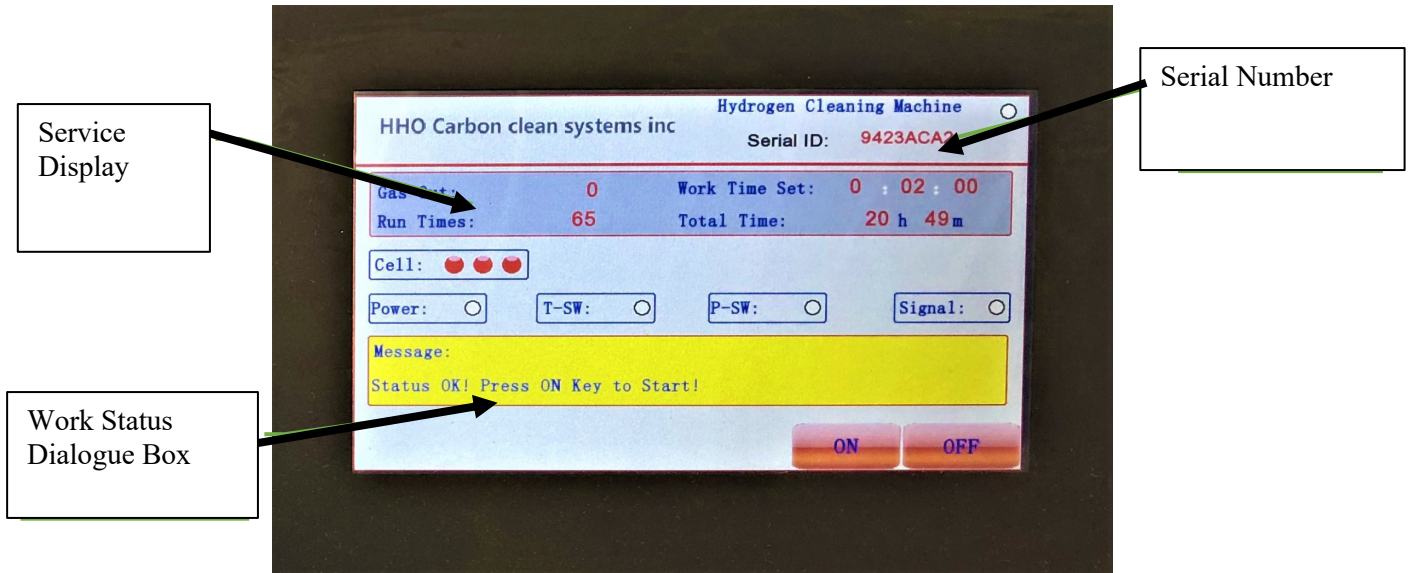 Service
Display
Serial Number
Work Status
Dialogue Box
HHO Carbon clean systems inc
Hydrogen Cleaning Machine
Serial ID:
Gas 0 Work Time Set: 0 : 02 : 00
Run Times: 65 Total Time: 20 h 49 m
Cell:
Power: T-SW: P-SW: Signal:
Message:
Status OK! Press ON Key to Start!
ON OFF